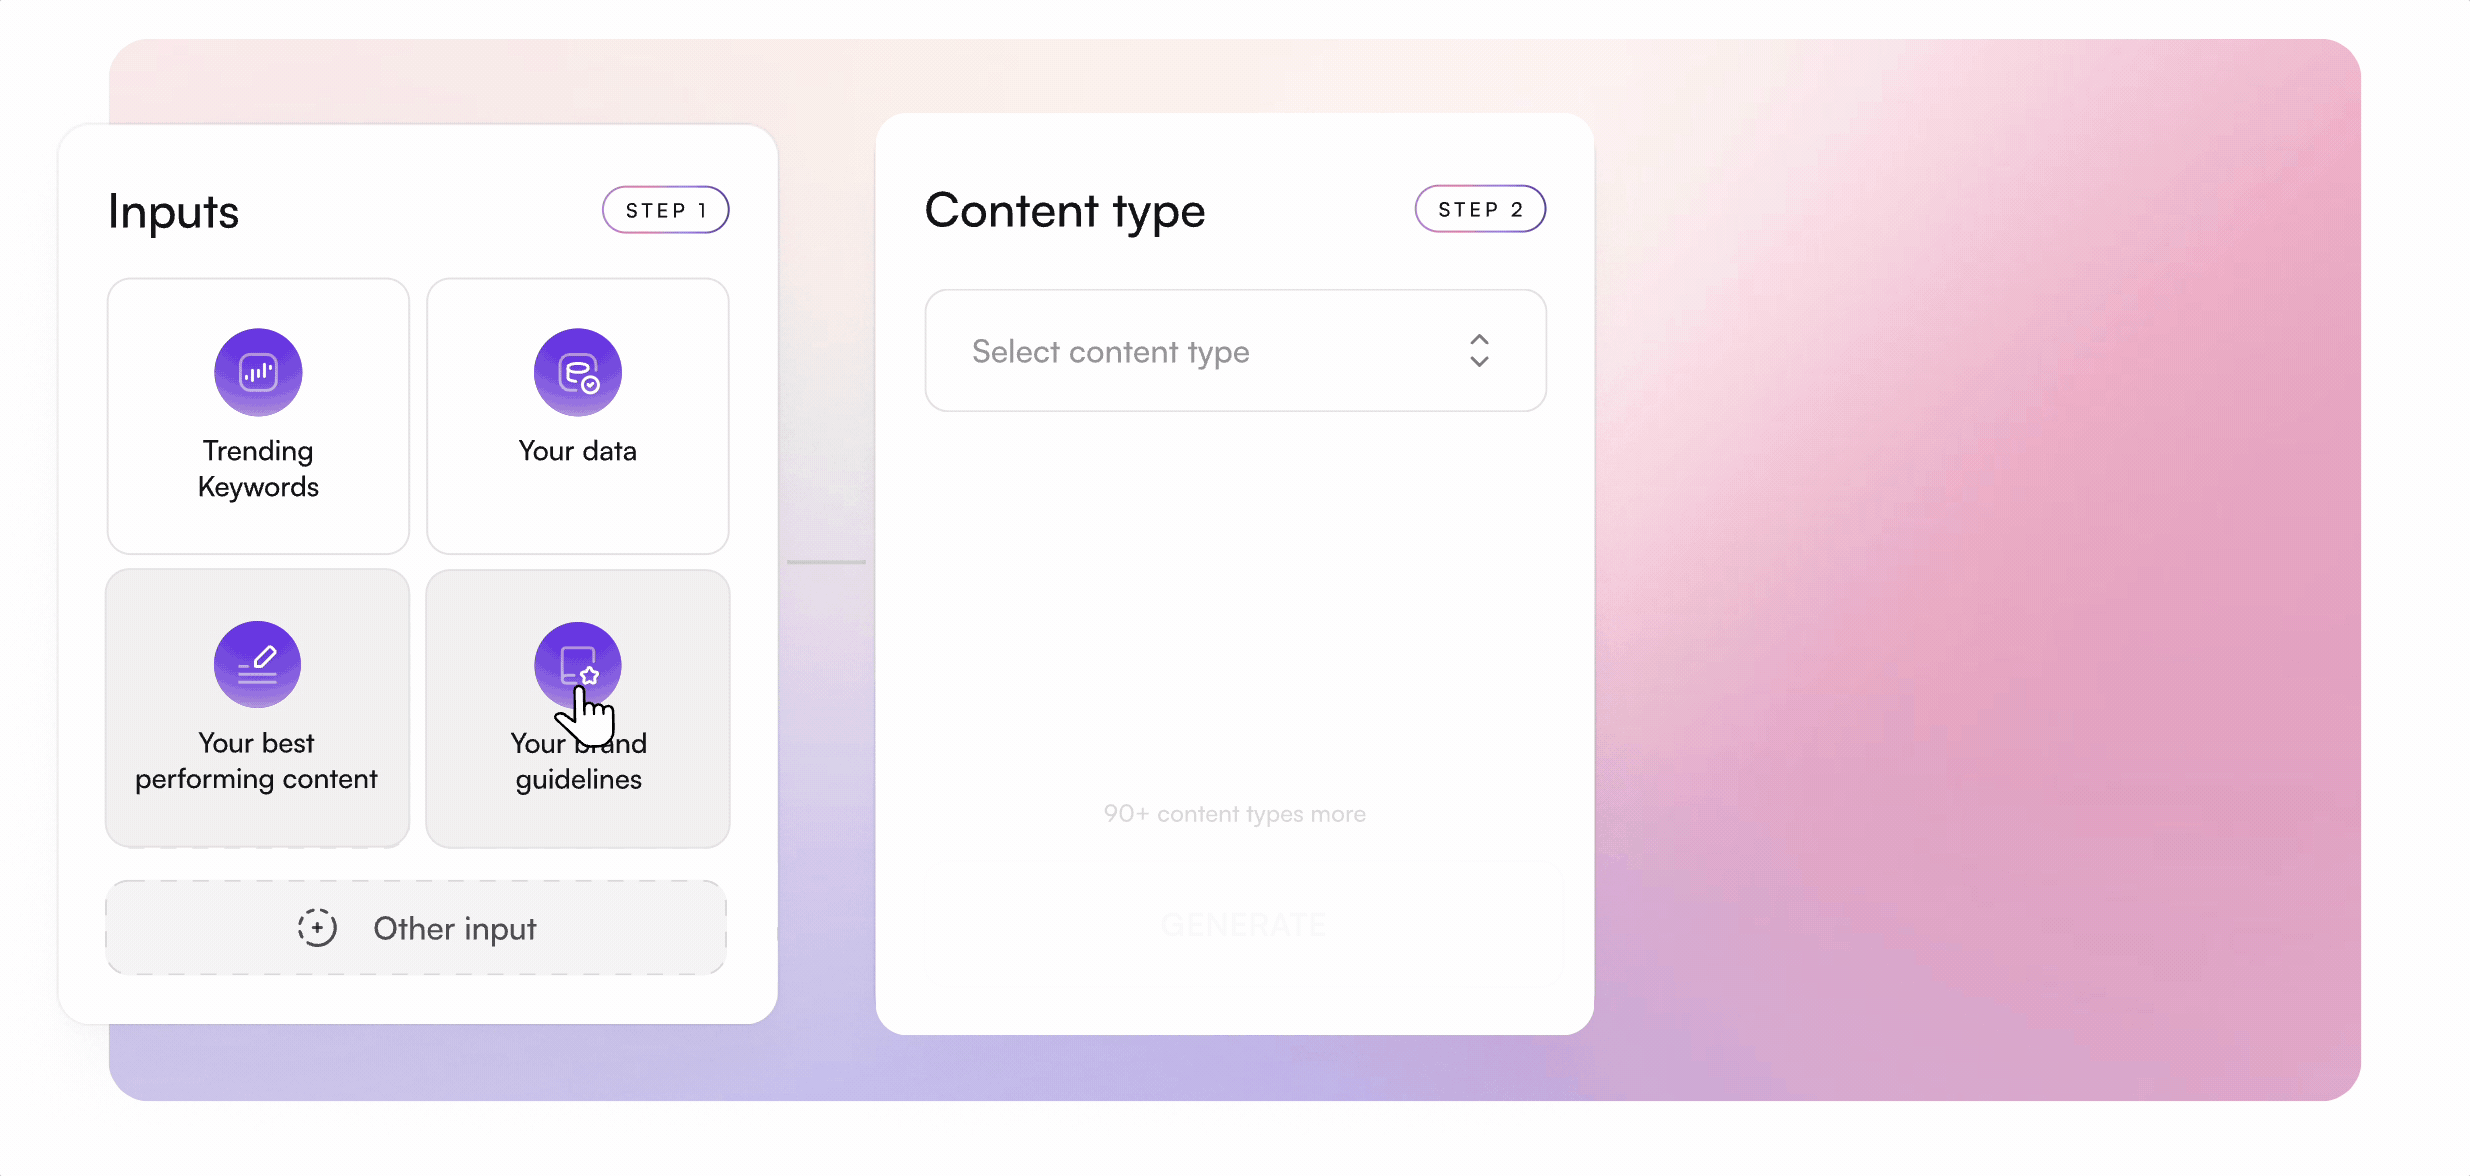 Inputs
STEP 1
Trending
Keywords
Your data
Your best
performing content
Your brand
guidelines
Other input
Content type
STEP 2
Select content type
90+ content types more
GENERATE